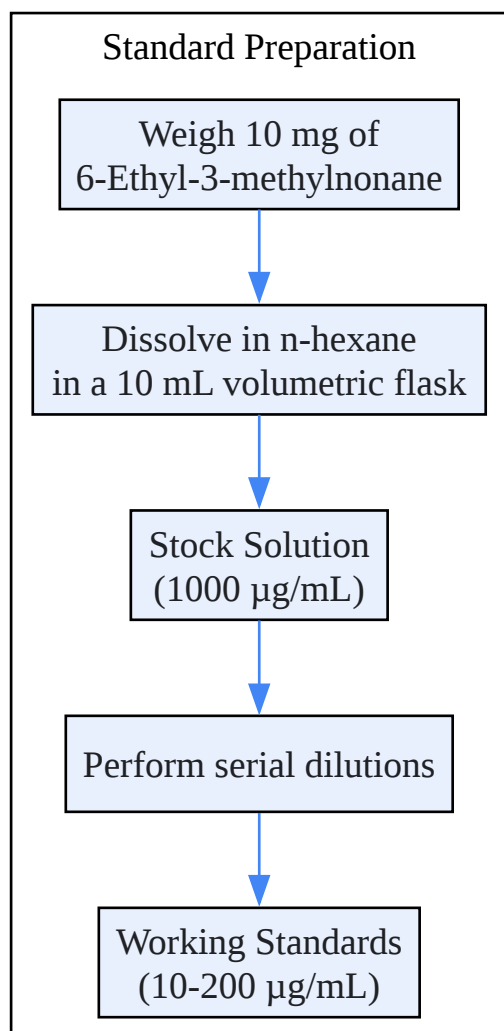 Standard Preparation
Weigh 10 mg of
6-Ethyl-3-methylnonane
Dissolve in n-hexane
in a 10 mL volumetric flask
Stock Solution
(1000 µg/mL)
Perform serial dilutions
Working Standards
(10-200 µg/mL)